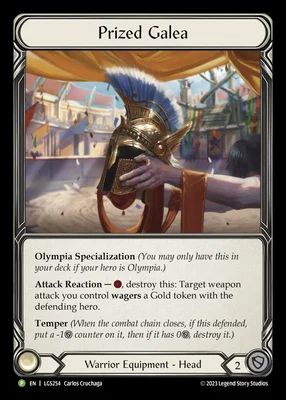 Prized Galea
Olympia Specialization (You may only have this in
your deck if your hero is Olympia.)
Attack Reaction — , destroy this: Target weapon
attack you control wagers a Gold token with the
defending hero.
Temper (When the combat chain closes, if this defended,
put a -1 counter on it, then if it has 0 , destroy it.)
Warrior Equipment - Head
2
P EN | LGS254 Carlos Cruchaga
© 2023 Legend Story Studios